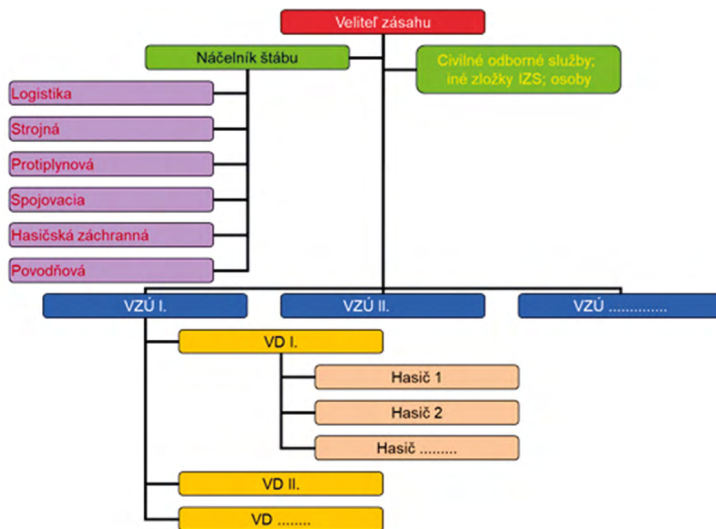 Veliteľ zásahu
Náčelník štábu
Civilné odborné služby;
iné zložky IZS; osoby
Logistika
Strojná
Protiplynová
Spojovacia
Hasičská záchranná
Povodňová
VZÚ I.
VZÚ II.
VZÚ ..............
VD I.
Hasič 1
Hasič 2
Hasič .........
VD II.
VD ........